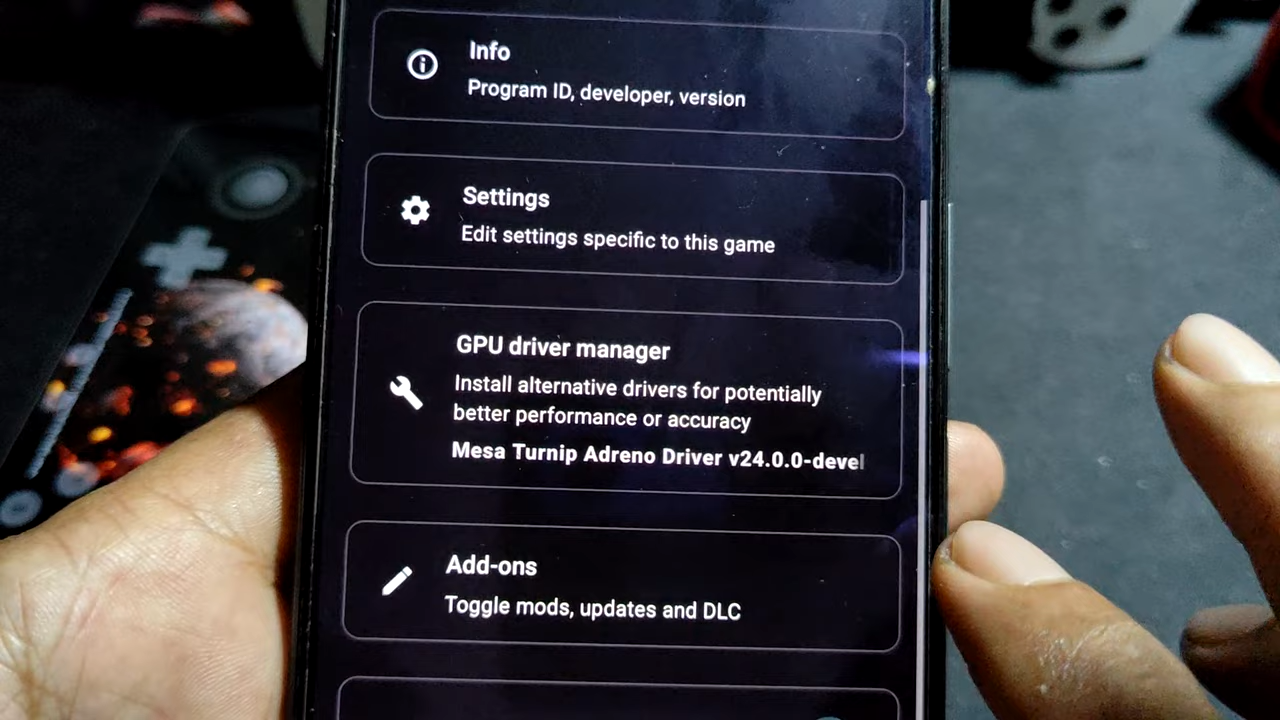 Info
Program ID, developer, version
Settings
Edit settings specific to this game
GPU driver manager
Install alternative drivers for potentially
better performance or accuracy
Mesa Turnip Adreno Driver v24.0.0-devel
Add-ons
Toggle mods, updates and DLC